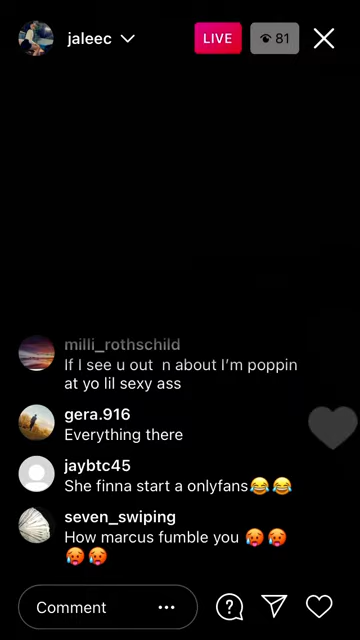 jaleec
LIVE
81
milli_rothschild
If I see u out n about I’m poppin
at yo lil sexy ass
gera.916
Everything there
jaybtc45
She finna start a onlyfans😂😂
seven_swiping
How marcus fumble you 🥵🥵
🥵🥵
Comment